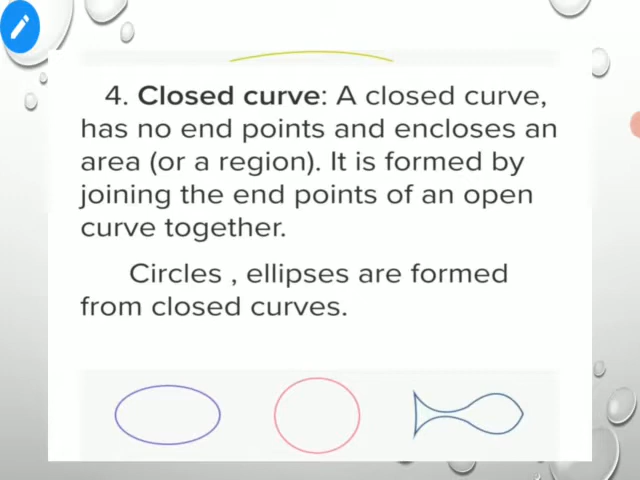 4. Closed curve: A closed curve,
has no end points and encloses an
area (or a region). It is formed by
joining the end points of an open
curve together.
Circles , ellipses are formed
from closed curves.